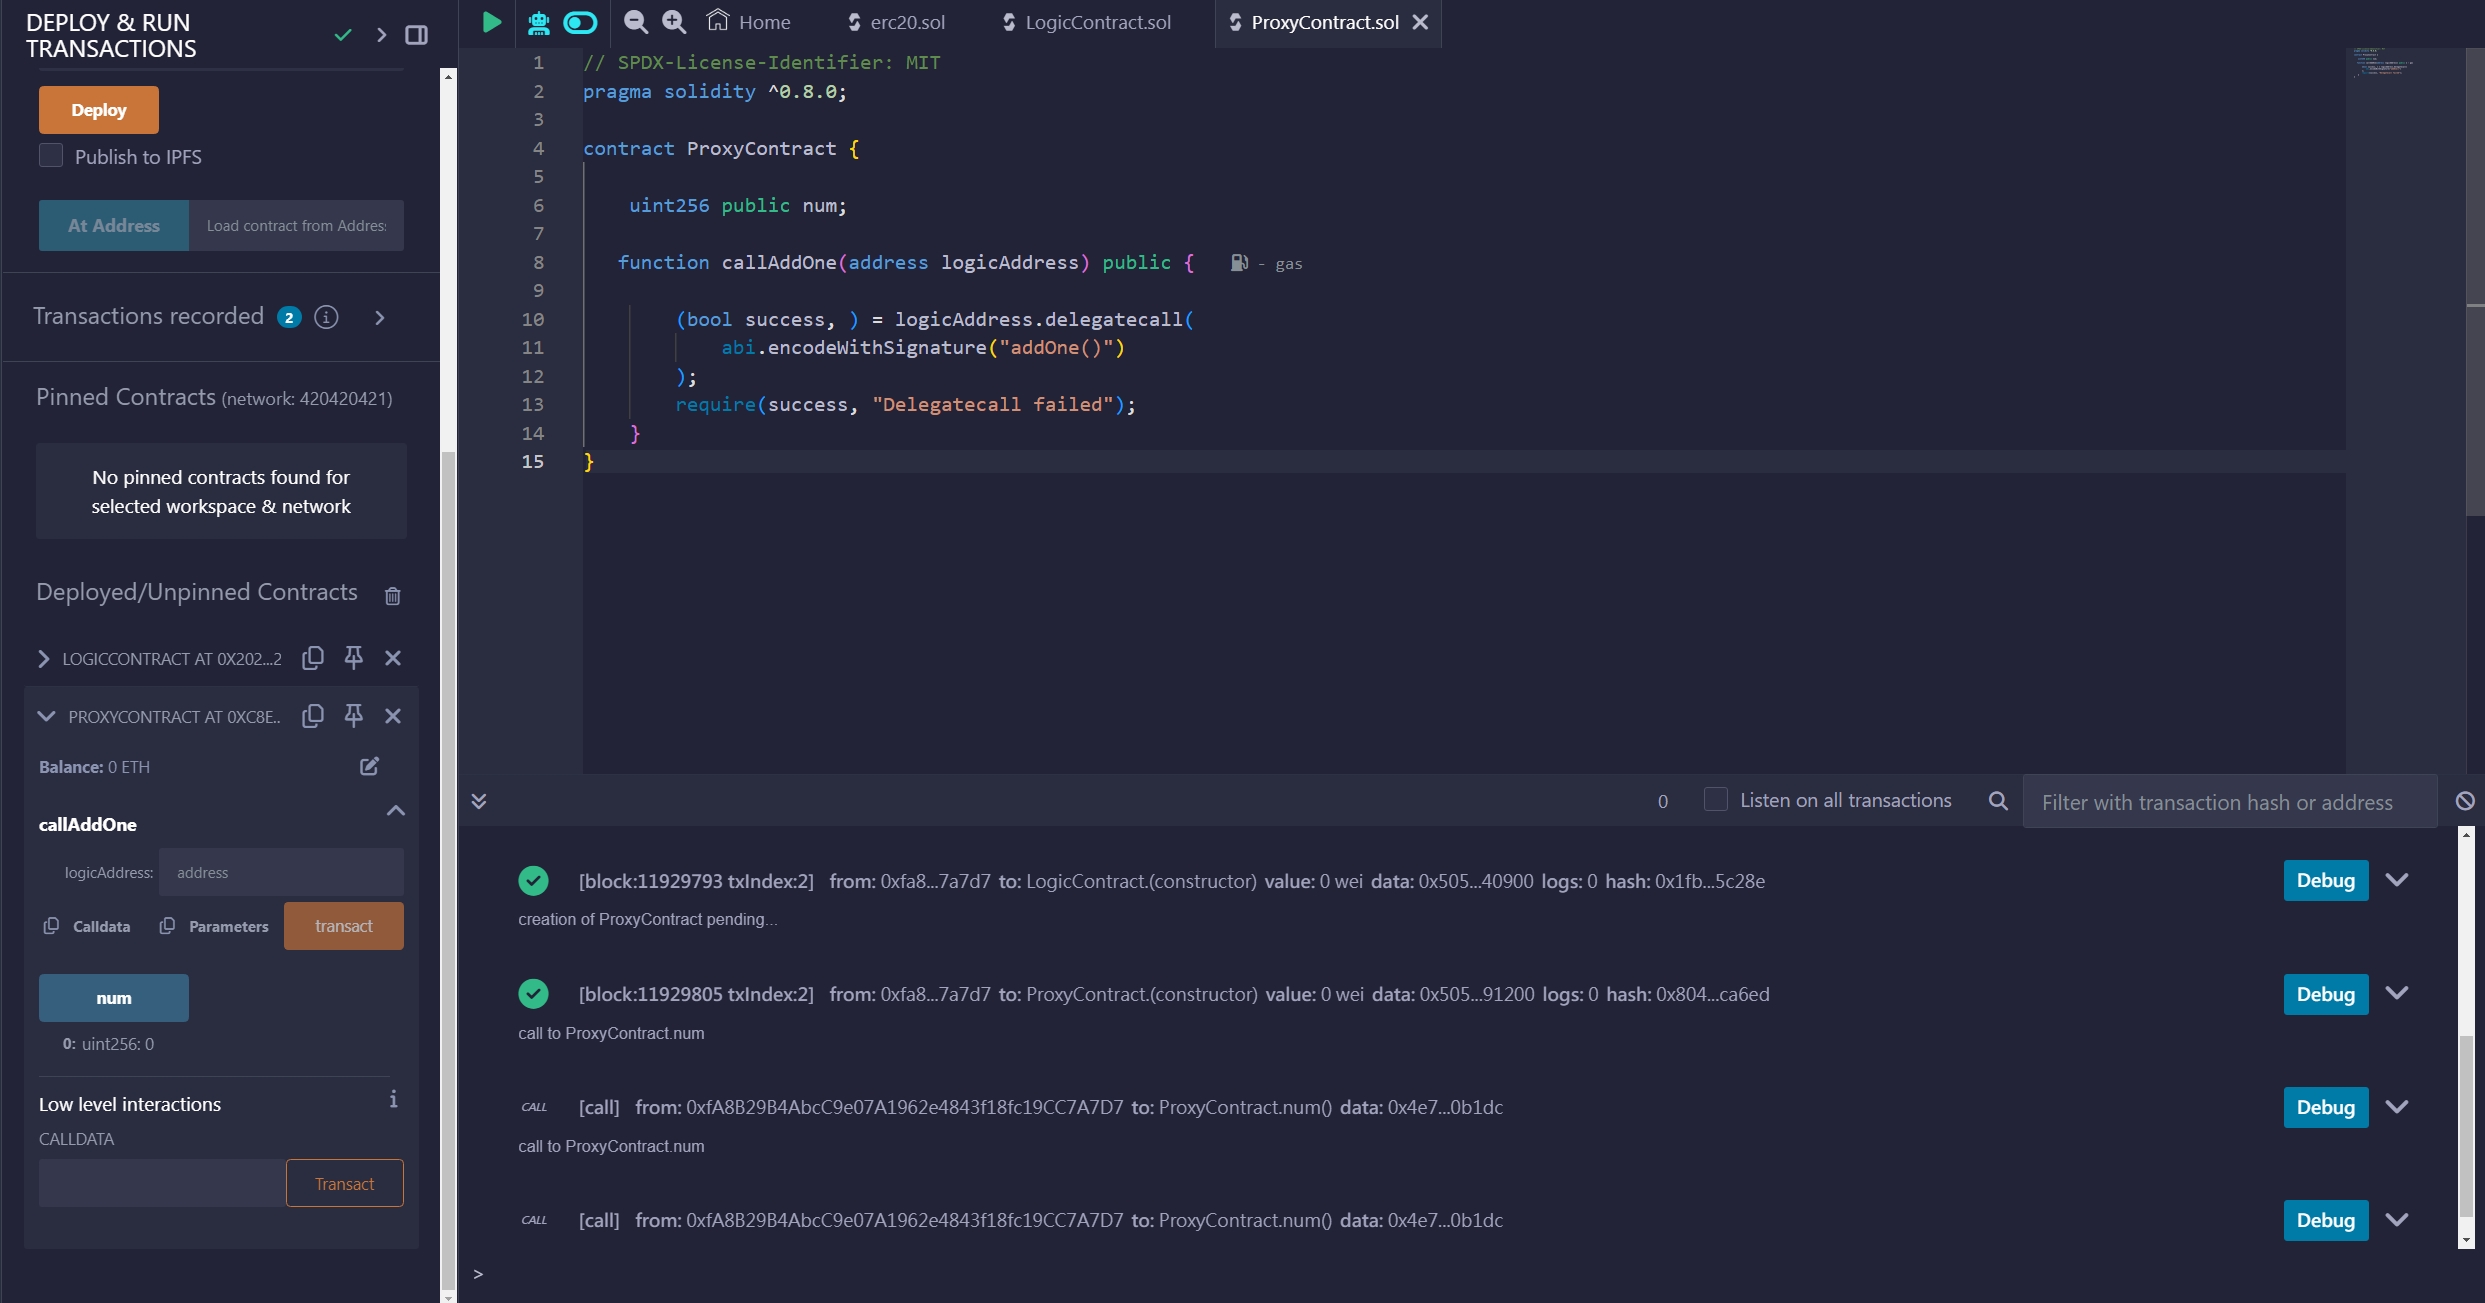 DEPLOY & RUN
TRANSACTIONS
Deploy
Publish to IPFS
At Address
Load contract from Addres
Transactions recorded 2
Pinned Contracts (network: 420420421)
No pinned contracts found for
selected workspace & network
Deployed/Unpinned Contracts
LOGICCONTRACT AT 0X202...2
PROXYCONTRACT AT 0XC8E..
Balance: 0 ETH
callAddOne
logicAddress: address
Calldata Parameters transact
num
0: uint256: 0
Low level interactions
CALLDATA
Transact
Home erc20.sol LogicContract.sol ProxyContract.sol
1 // SPDX-License-Identifier: MIT
2 pragma solidity ^0.8.0;
3
4 contract ProxyContract {
5
6 uint256 public num;
7
8 function callAddOne(address logicAddress) public { - gas
9
10 (bool success, ) = logicAddress.delegatecall(
11 abi.encodeWithSignature("addOne()")
12 );
13 require(success, "Delegatecall failed");
14 }
15 }
0 Listen on all transactions Filter with transaction hash or address
[block:11929793 txIndex:2] from: 0xfa8...7a7d7 to: LogicContract.(constructor) value: 0 wei data: 0x505...40900 logs: 0 hash: 0x1fb...5c28e Debug
creation of ProxyContract pending...
[block:11929805 txIndex:2] from: 0xfa8...7a7d7 to: ProxyContract.(constructor) value: 0 wei data: 0x505...91200 logs: 0 hash: 0x804...ca6ed Debug
call to ProxyContract.num
CALL [call] from: 0xfA8B29B4AbcC9e07A1962e4843f18fc19CC7A7D7 to: ProxyContract.num() data: 0x4e7...0b1dc Debug
call to ProxyContract.num
CALL [call] from: 0xfA8B29B4AbcC9e07A1962e4843f18fc19CC7A7D7 to: ProxyContract.num() data: 0x4e7...0b1dc Debug
>